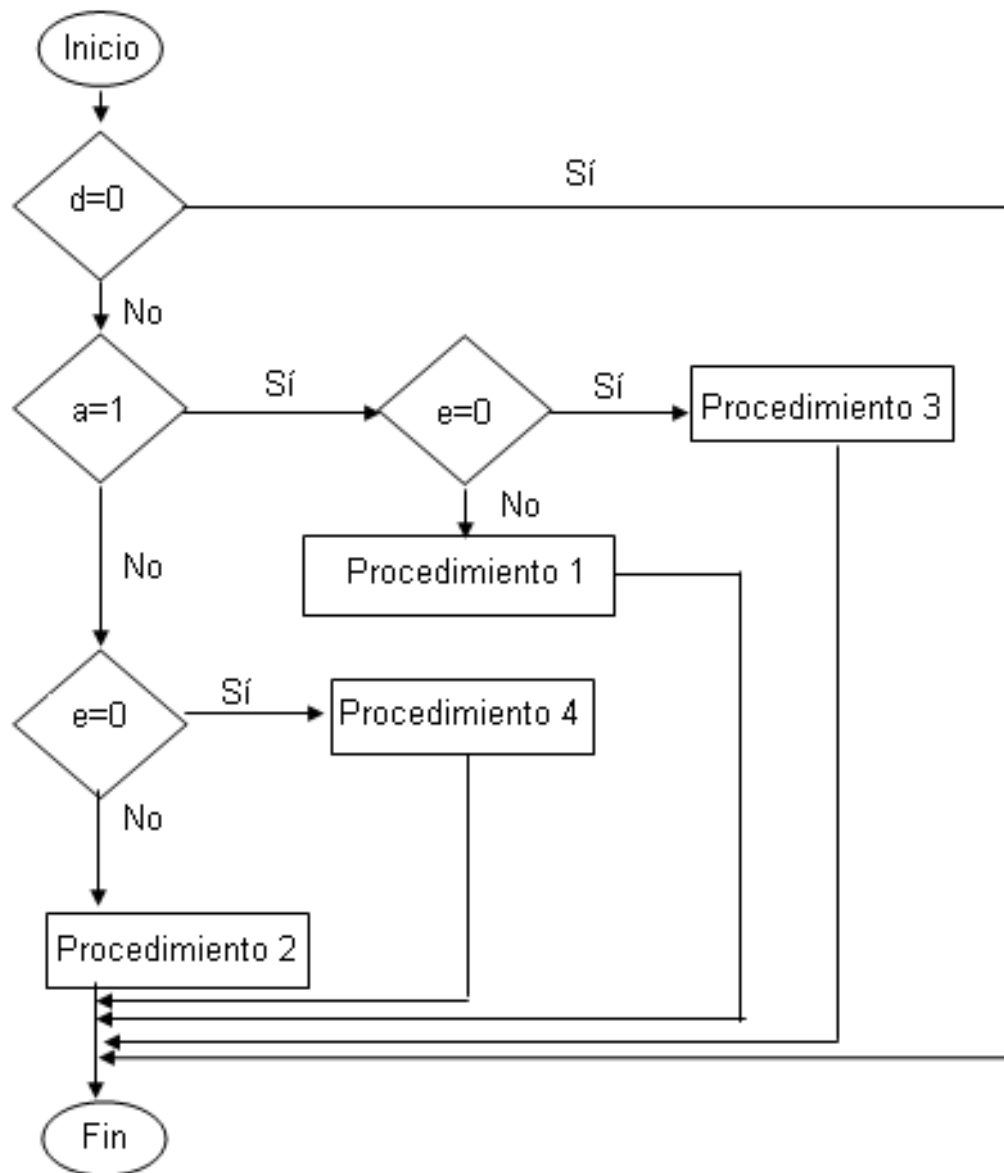 Inicio
Sí
d=0
No
Sí
Sí
a=1
e=0
Procedimiento 3
No
No
Procedimiento 1
Sí
e=0
Procedimiento 4
No
Procedimiento 2
Fin